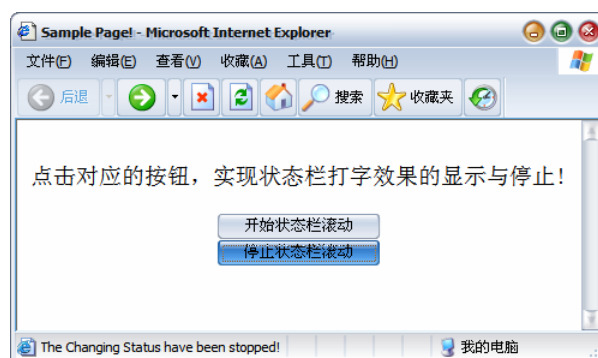 Sample Page! - Microsoft Internet Explorer
文件(F) 编辑(E) 查看(V) 收藏(A) 工具(T) 帮助(H)
后退 搜索 收藏夹
点击对应的按钮，实现状态栏打字效果的显示与停止！
开始状态栏滚动
停止状态栏滚动
The Changing Status have been stopped! 我的电脑